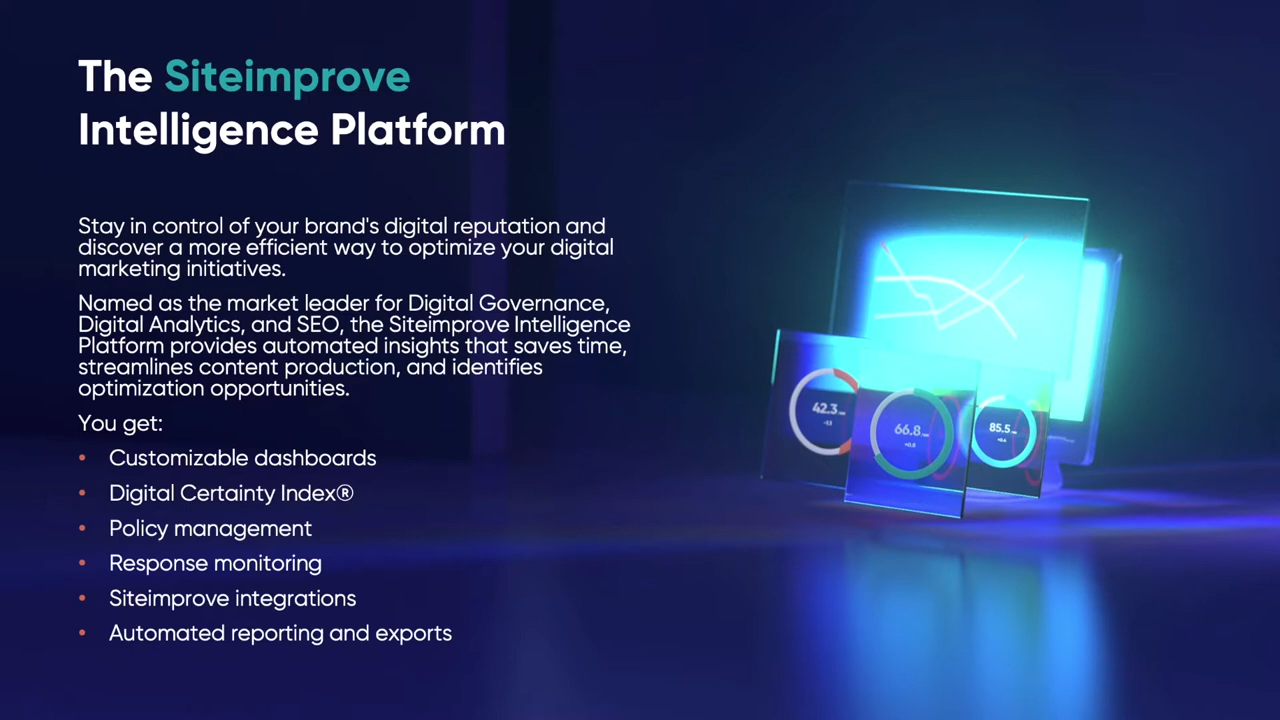 The Siteimprove
Intelligence Platform
Stay in control of your brand's digital reputation and
discover a more efficient way to optimize your digital
marketing initiatives.
Named as the market leader for Digital Governance,
Digital Analytics, and SEO, the Siteimprove Intelligence
Platform provides automated insights that saves time,
streamlines content production, and identifies
optimization opportunities.
You get:
• Customizable dashboards
• Digital Certainty Index®
• Policy management
• Response monitoring
• Siteimprove integrations
• Automated reporting and exports
42.3
66.8
85.5